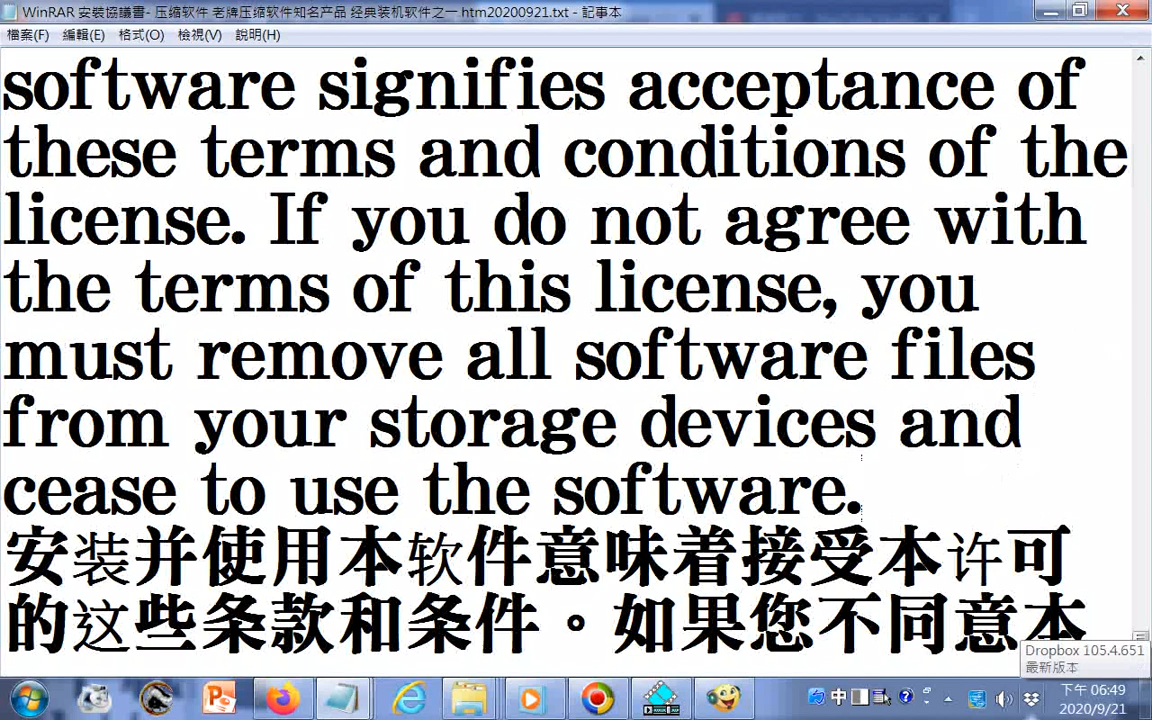 WinRAR 安裝協議書- 压缩软件 老牌压缩软件知名产品 经典装机软件之一.htm20200921.txt - 記事本
檔案(F) 編輯(E) 格式(O) 檢視(V) 說明(H)
software signifies acceptance of
these terms and conditions of the
license. If you do not agree with
the terms of this license, you
must remove all software files
from your storage devices and
cease to use the software.
安装并使用本软件意味着接受本许可
的这些条款和条件。如果您不同意本
Dropbox 105.4.651
最新版本
中
下午 06:49
2020/9/21